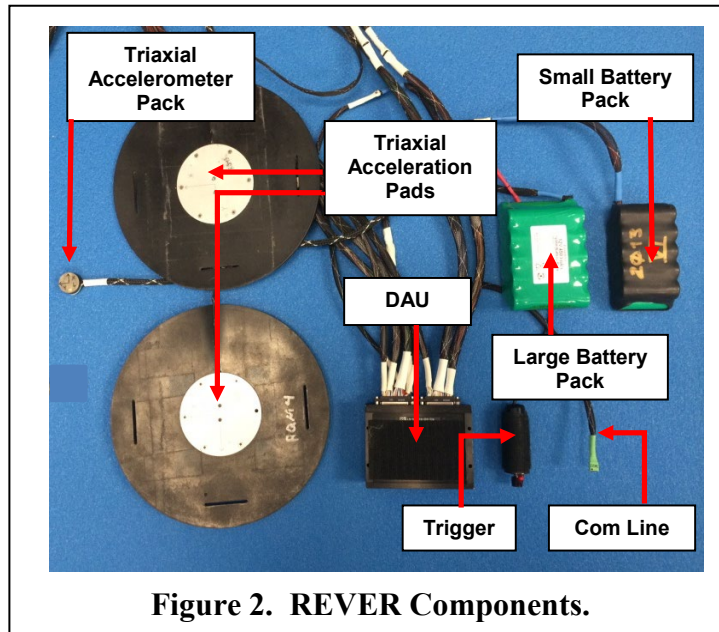 Triaxial
Accelerometer
Pack
Small Battery
Pack
Triaxial
Acceleration
Pads
2013
DAU
Large Battery
Pack
Trigger
Com Line
Figure 2. REVER Components.